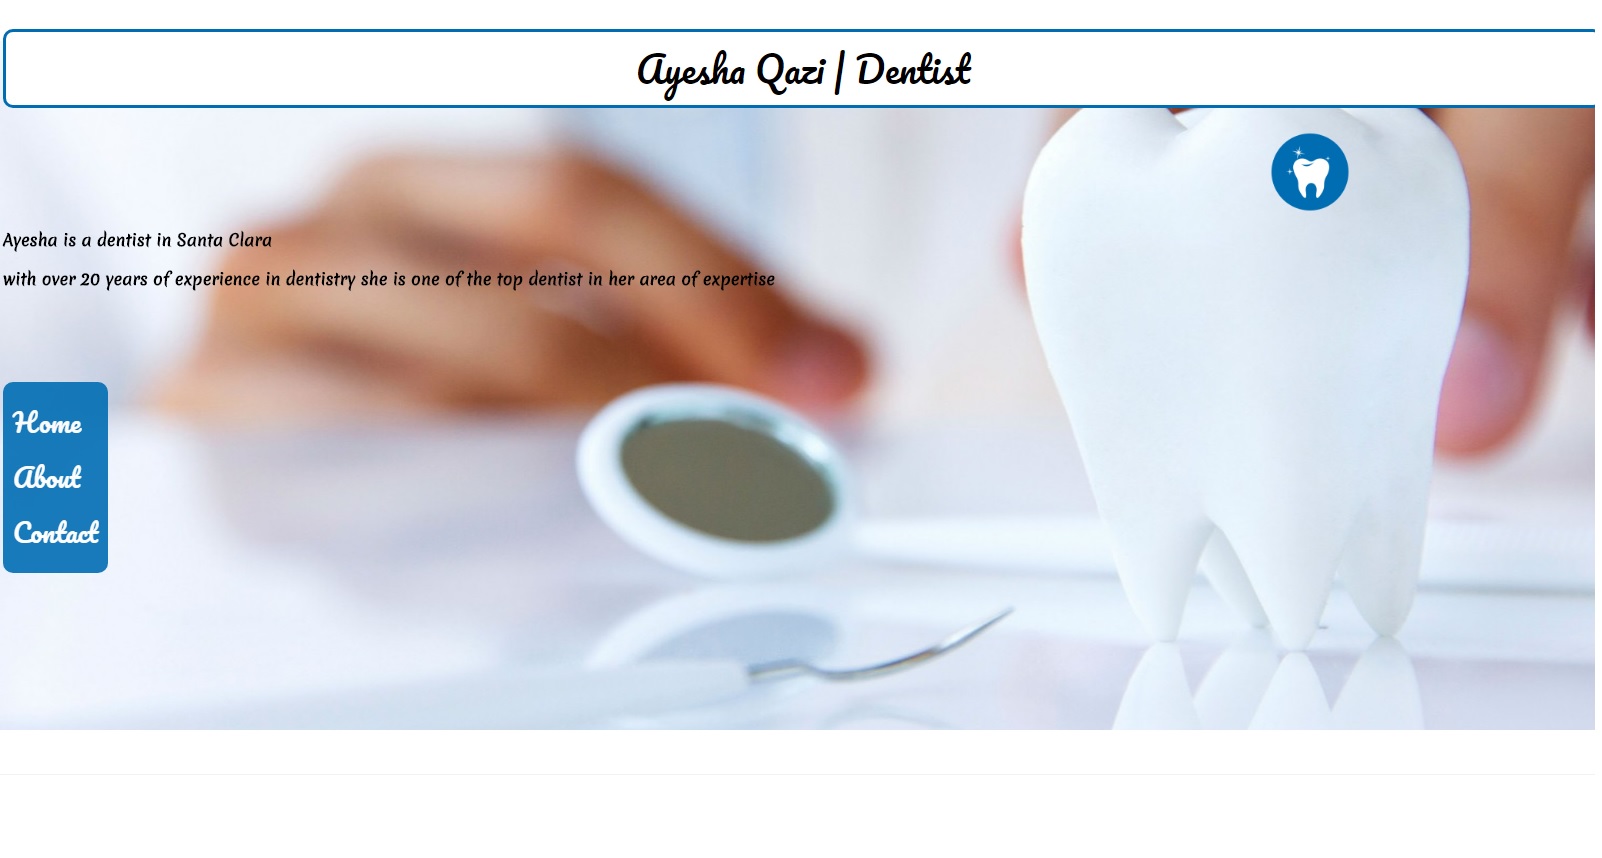 Ayesha Qazi | Dentist
Ayesha is a dentist in Santa Clara
with over 20 years of experience in dentistry she is one of the top dentist in her area of expertise
Home
About
Contact